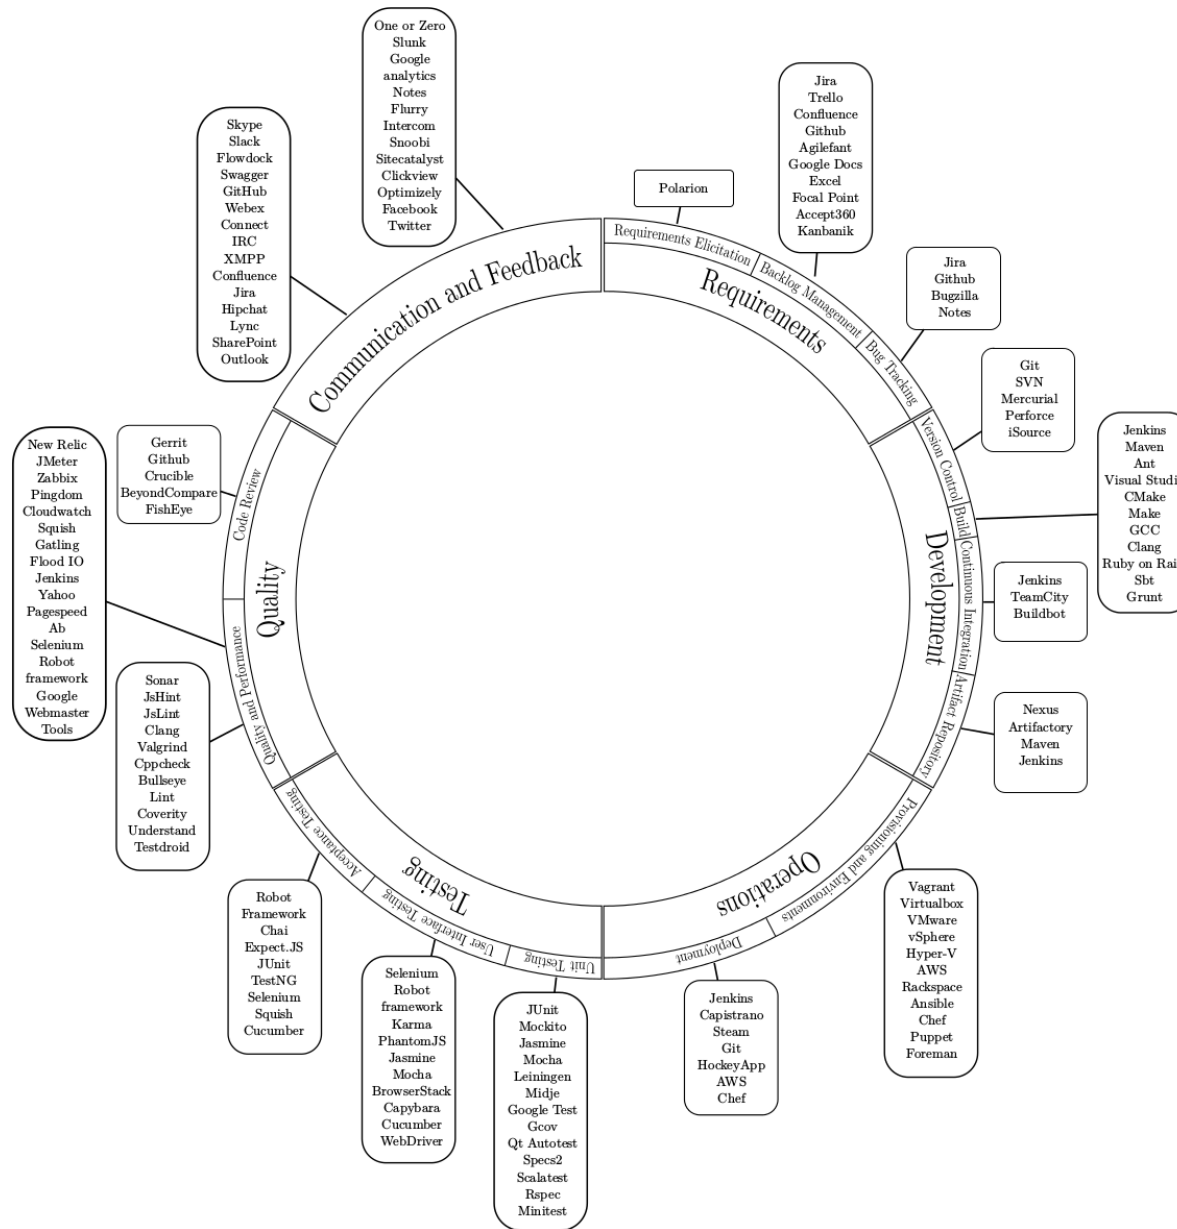 One or Zero
Slunk
Google
analytics
Notes
Flurry
Intercom
Snoobi
Sitecatalyst
Clickview
Optimizely
Facebook
Twitter
Skype
Slack
Flowdock
Swagger
GitHub
Webex
Connect
IRC
XMPP
Confluence
Jira
Hipchat
Lync
SharePoint
Outlook
Communication and Feedback
Polarion
Requirements Elicitation
Jira
Trello
Confluence
Github
Agilefant
Google Docs
Excel
Focal Point
Accept360
Kanbanik
Backlog Management
Requirements
Jira
Github
Bugzilla
Notes
Bug Tracking
Git
SVN
Mercurial
Perforce
iSource
Version Control
Jenkins
Maven
Ant
Visual Studi
CMake
Make
GCC
Clang
Ruby on Rai
Sbt
Grunt
Build
Development
Jenkins
TeamCity
Buildbot
Continuous Integration
Nexus
Artifactory
Maven
Jenkins
Artifact Repository
Vagrant
Virtualbox
VMware
vSphere
Hyper-V
AWS
Rackspace
Ansible
Chef
Puppet
Foreman
Provisioning and Environments
Operations
Deployment
Jenkins
Capistrano
Steam
Git
HockeyApp
AWS
Chef
Unit Testing
JUnit
Mockito
Jasmine
Mocha
Leiningen
Midje
Google Test
Gcov
Qt Autotest
Specs2
Scalatest
Rspec
Minitest
Testing
User Interface Testing
Selenium
Robot
framework
Karma
PhantomJS
Jasmine
Mocha
BrowserStack
Capybara
Cucumber
WebDriver
Acceptance Testing
Robot
Framework
Chai
Expect.JS
JUnit
TestNG
Selenium
Squish
Cucumber
Quality
Quality and Performance
Sonar
JsHint
JsLint
Clang
Valgrind
Cppcheck
Bullseye
Lint
Coverity
Understand
Testdroid
New Relic
JMeter
Zabbix
Pingdom
Cloudwatch
Squish
Gatling
Flood IO
Jenkins
Yahoo
Pagespeed
Ab
Selenium
Robot
framework
Google
Webmaster
Tools
Code Review
Gerrit
Github
Crucible
BeyondCompare
FishEye